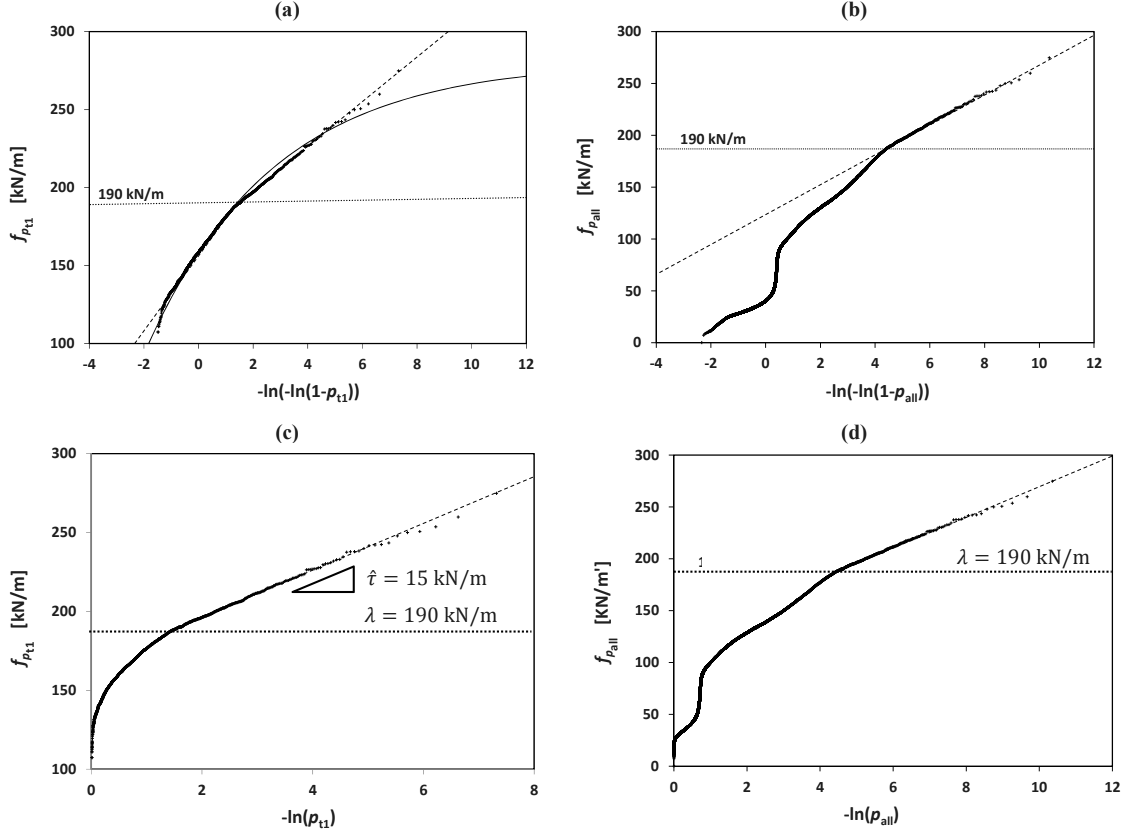 (a)
300
250
200
150
100
190 kN/m
f_{p_{t1}} [kN/m]
-4 -2 0 2 4 6 8 10 12
-ln(-ln(1-p_{t1}))
(b)
300
250
200
150
100
50
0
190 kN/m
f_{p_{all}} [kN/m]
-4 -2 0 2 4 6 8 10 12
-ln(-ln(1-p_{all}))
(c)
300
250
200
150
100
τ̂ = 15 kN/m
λ = 190 kN/m
f_{p_{t1}} [kN/m]
0 2 4 6 8
-ln(p_{t1})
(d)
300
250
200
150
100
50
0
λ = 190 kN/m'
f_{p_{all}} [KN/m']
0 2 4 6 8 10 12
-ln(p_{all})